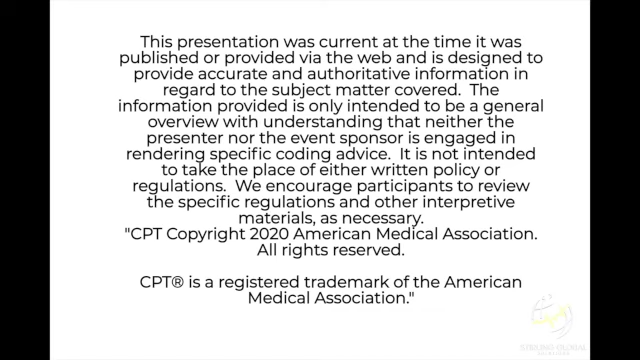 This presentation was current at the time it was
published or provided via the web and is designed to
provide accurate and authoritative information in
regard to the subject matter covered. The
information provided is only intended to be a general
overview with understanding that neither the
presenter nor the event sponsor is engaged in
rendering specific coding advice. It is not intended
to take the place of either written policy or
regulations. We encourage participants to review
the specific regulations and other interpretive
materials, as necessary.
"CPT Copyright 2020 American Medical Association.
All rights reserved.
CPT® is a registered trademark of the American
Medical Association."